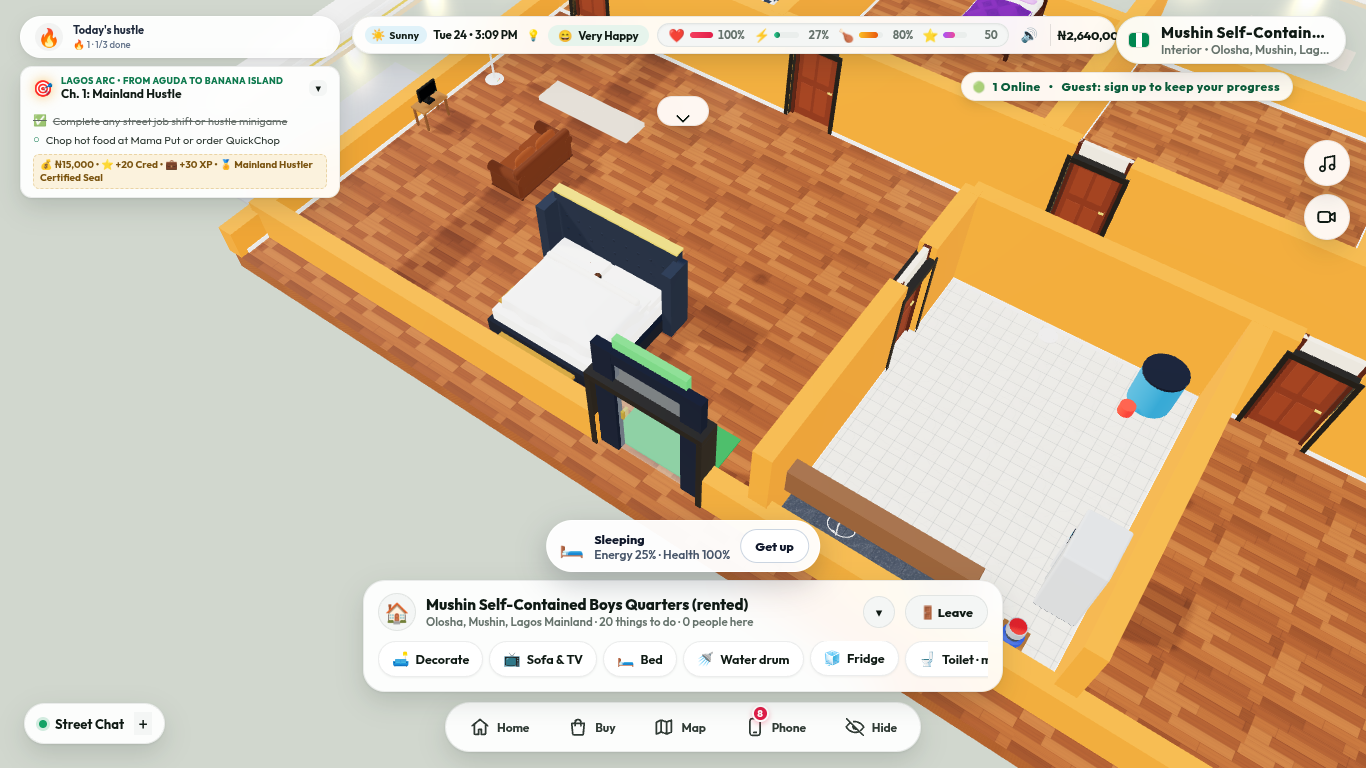 Today's hustle
🔥 1 · 1/3 done
LAGOS ARC • FROM AGUDA TO BANANA ISLAND
Ch. 1: Mainland Hustle
Complete any street job shift or hustle minigame
Chop hot food at Mama Put or order QuickChop
💰 ₦15,000 • ⭐ +20 Cred • 💼 +30 XP • 🏅 Mainland Hustler
Certified Seal
Sunny
Tue 24 • 3:09 PM
Very Happy
100%
27%
80%
50
₦2,640,00
Mushin Self-Contain...
Interior • Olosha, Mushin, Lag...
1 Online • Guest: sign up to keep your progress
Sleeping
Energy 25% · Health 100%
Get up
Mushin Self-Contained Boys Quarters (rented)
Olosha, Mushin, Lagos Mainland · 20 things to do · 0 people here
Leave
Decorate
Sofa & TV
Bed
Water drum
Fridge
Toilet · m
Street Chat +
Home
Buy
Map
8
Phone
Hide